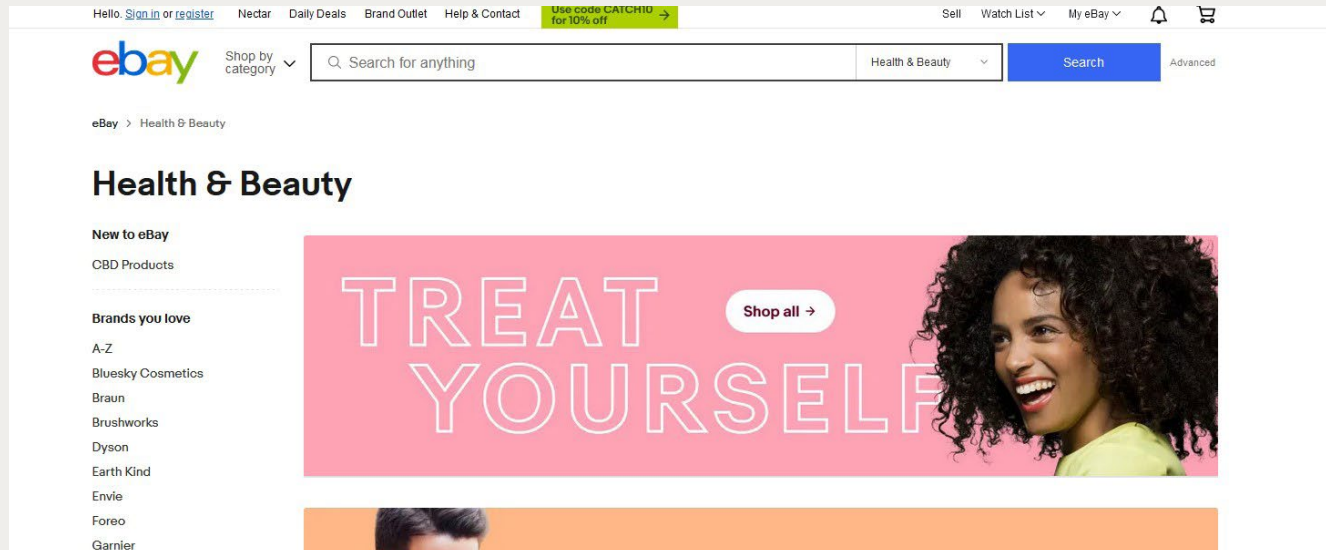 Hello. Sign in or register Nectar Daily Deals Brand Outlet Help & Contact Use code CATCH10 for 10% off → Sell Watch List My eBay
ebay
Shop by category
Search for anything
Health & Beauty
Search
Advanced
eBay > Health & Beauty
Health & Beauty
New to eBay
CBD Products
Brands you love
A-Z
Bluesky Cosmetics
Braun
Brushworks
Dyson
Earth Kind
Envie
Foreo
Garnier
TREAT
YOURSELF
Shop all →